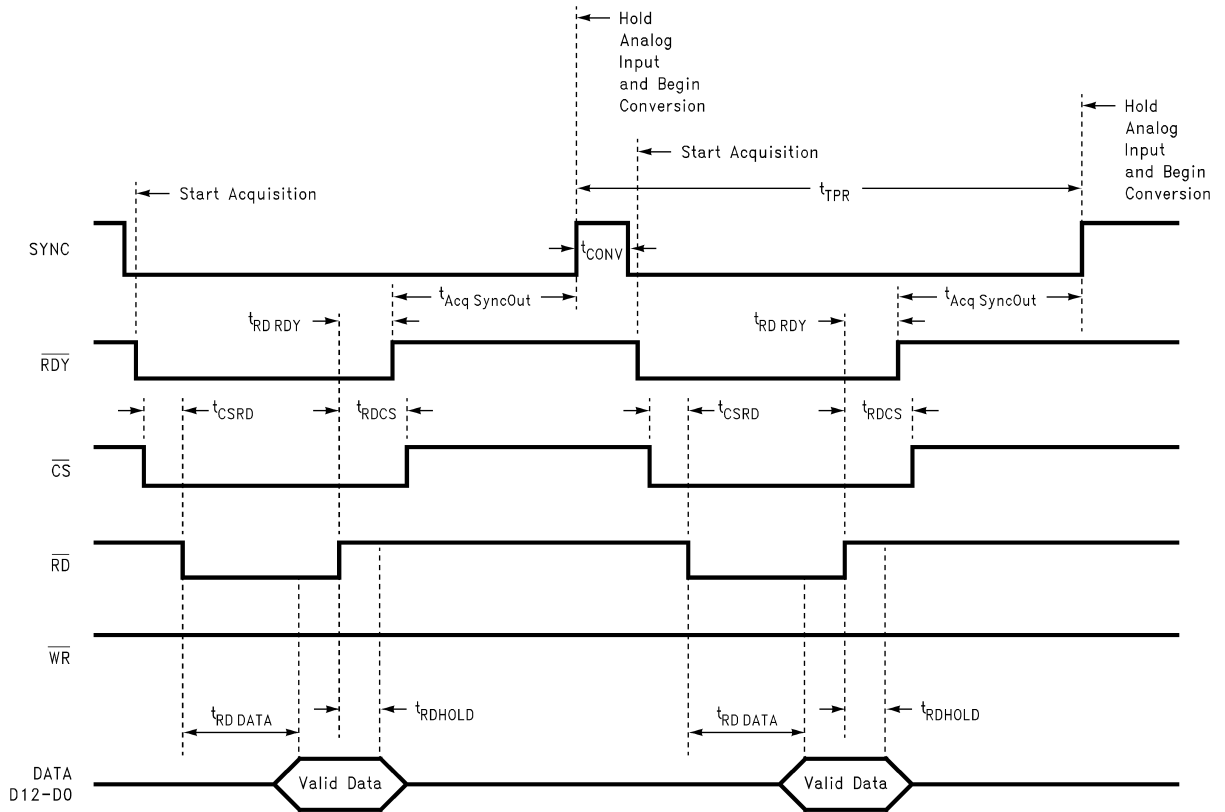 Hold
Analog
Input
and Begin
Conversion
Hold
Analog
Input
and Begin
Conversion
Start Acquisition
Start Acquisition
tTPR
SYNC
tCONV
tAcq SyncOut
tAcq SyncOut
tRD RDY
tRD RDY
RDY
tCSRD
tRDCS
tCSRD
tRDCS
CS
RD
WR
tRD DATA
tRDHOLD
tRD DATA
tRDHOLD
DATA
D12-D0
Valid Data
Valid Data